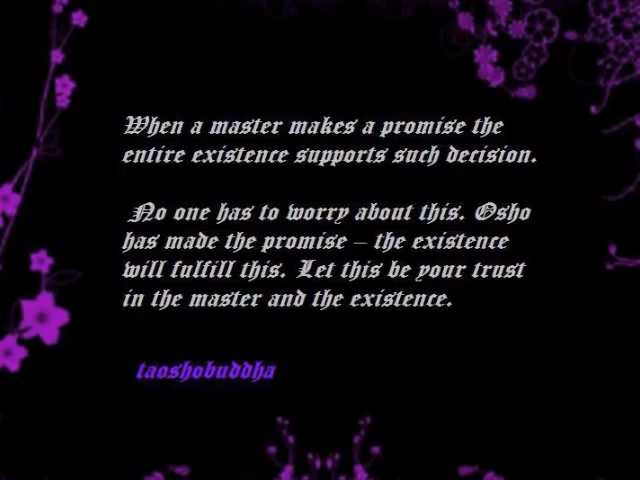 When a master makes a promise the
entire existence supports such decision.
No one has to worry about this. Osho
has made the promise – the existence
will fulfill this. Let this be your trust
in the master and the existence.
taoshobuddha